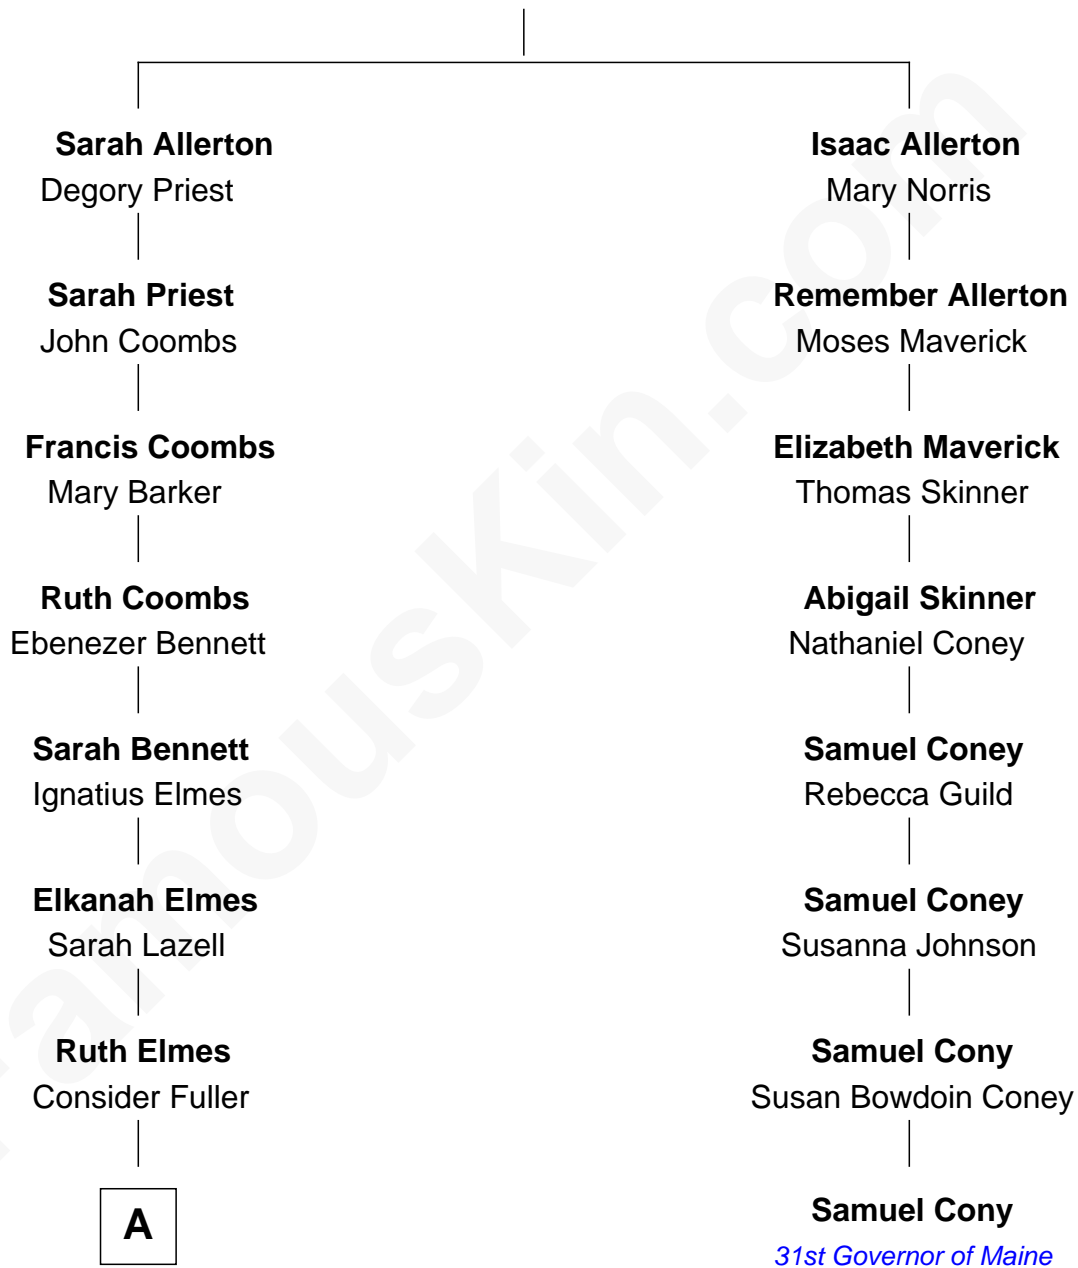 Sarah Allerton
Degory Priest
Sarah Priest
John Coombs
Francis Coombs
Mary Barker
Ruth Coombs
Ebenezer Bennett
Sarah Bennett
Ignatius Elmes
Elkanah Elmes
Sarah Lazell
Ruth Elmes
Consider Fuller
A
Isaac Allerton
Mary Norris
Remember Allerton
Moses Maverick
Elizabeth Maverick
Thomas Skinner
Abigail Skinner
Nathaniel Coney
Samuel Coney
Rebecca Guild
Samuel Coney
Susanna Johnson
Samuel Cony
Susan Bowdoin Coney
Samuel Cony
31st Governor of Maine
FamousKin.com